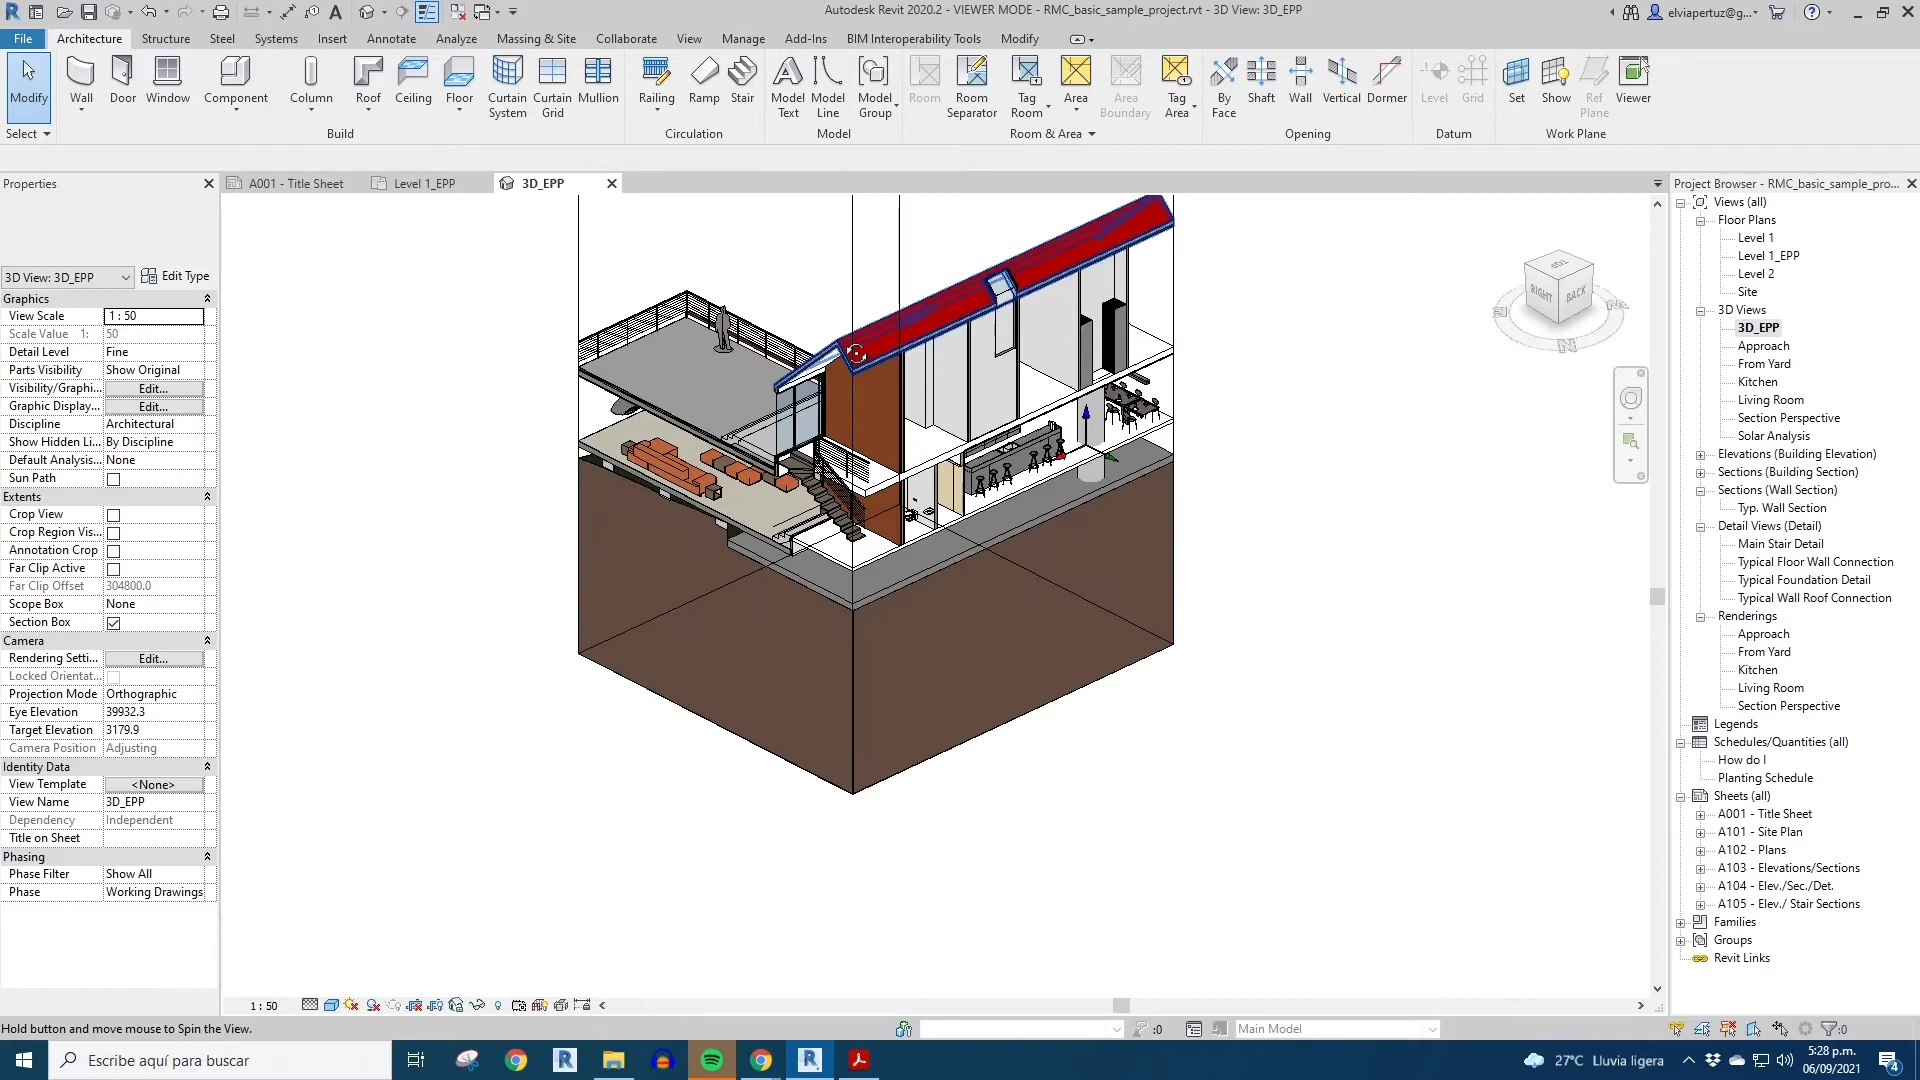 Autodesk Revit 2020.2 - VIEWER MODE - RMC_basic_sample_project.rvt - 3D View: 3D_EPP
elviapertuz@g...
File Architecture Structure Steel Systems Insert Annotate Analyze Massing & Site Collaborate View Manage Add-Ins BIM Interoperability Tools Modify
Modify Wall Door Window Component Column Roof Ceiling Floor Curtain System Curtain Grid Mullion Railing Ramp Stair Model Text Model Line Model Group Room Room Separator Tag Room Area Area Boundary Tag Area By Face Shaft Wall Vertical Dormer Level Grid Set Show Ref Plane Viewer
Select Build Circulation Model Room & Area Opening Datum Work Plane
Properties
A001 - Title Sheet Level 1_EPP 3D_EPP
Project Browser - RMC_basic_sample_pro...
3D View: 3D_EPP Edit Type
Graphics
View Scale 1 : 50
Scale Value 1: 50
Detail Level Fine
Parts Visibility Show Original
Visibility/Graphi... Edit...
Graphic Display... Edit...
Discipline Architectural
Show Hidden Li... By Discipline
Default Analysis... None
Sun Path
Extents
Crop View
Crop Region Vis...
Annotation Crop
Far Clip Active
Far Clip Offset 304800.0
Scope Box None
Section Box
Camera
Rendering Setti... Edit...
Locked Orientat...
Projection Mode Orthographic
Eye Elevation 39932.3
Target Elevation 3179.9
Camera Position Adjusting
Identity Data
View Template <None>
View Name 3D_EPP
Dependency Independent
Title on Sheet
Phasing
Phase Filter Show All
Phase Working Drawings
TOP
RIGHT BACK
N
Views (all)
Floor Plans
Level 1
Level 1_EPP
Level 2
Site
3D Views
3D_EPP
Approach
From Yard
Kitchen
Living Room
Section Perspective
Solar Analysis
Elevations (Building Elevation)
Sections (Building Section)
Sections (Wall Section)
Typ. Wall Section
Detail Views (Detail)
Main Stair Detail
Typical Floor Wall Connection
Typical Foundation Detail
Typical Wall Roof Connection
Renderings
Approach
From Yard
Kitchen
Living Room
Section Perspective
Legends
Schedules/Quantities (all)
How do I
Planting Schedule
Sheets (all)
A001 - Title Sheet
A101 - Site Plan
A102 - Plans
A103 - Elevations/Sections
A104 - Elev./Sec./Det.
A105 - Elev./ Stair Sections
Families
Groups
Revit Links
1 : 50
Hold button and move mouse to Spin the View.
:0
Main Model
:0
Escribe aquí para buscar
27°C Lluvia ligera
5:28 p.m.
06/09/2021
4